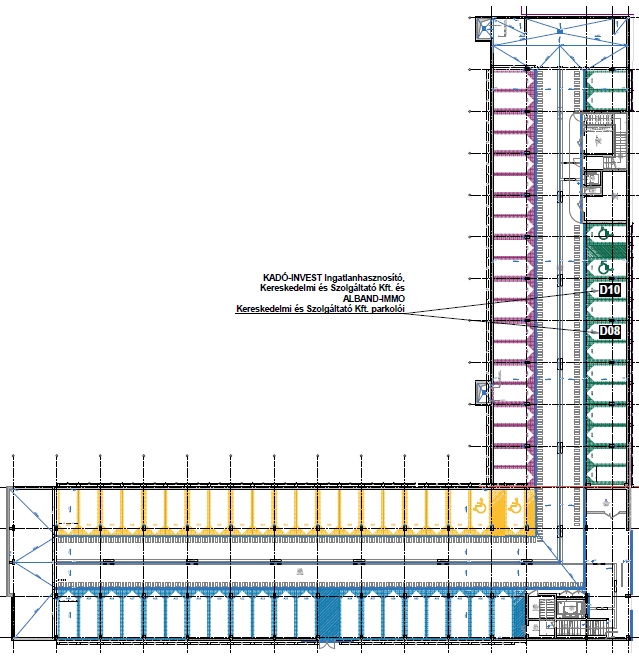 KADÓ-INVEST Ingatlanhasznosító,
Kereskedelmi és Szolgáltató Kft. és
ALBAND-IMMO
Kereskedelmi és Szolgáltató Kft. parkolói
D10
D08